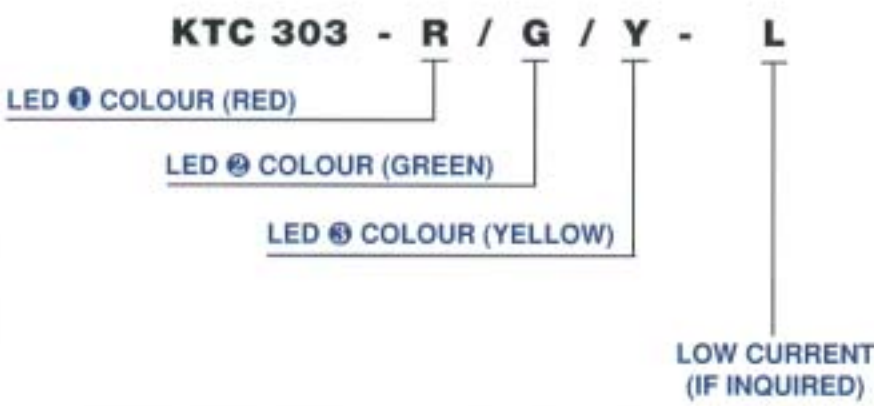 KTC 303 - R / G / Y - L
LED ❶ COLOUR (RED)
LED ❷ COLOUR (GREEN)
LED ❸ COLOUR (YELLOW)
LOW CURRENT
(IF INQUIRED)